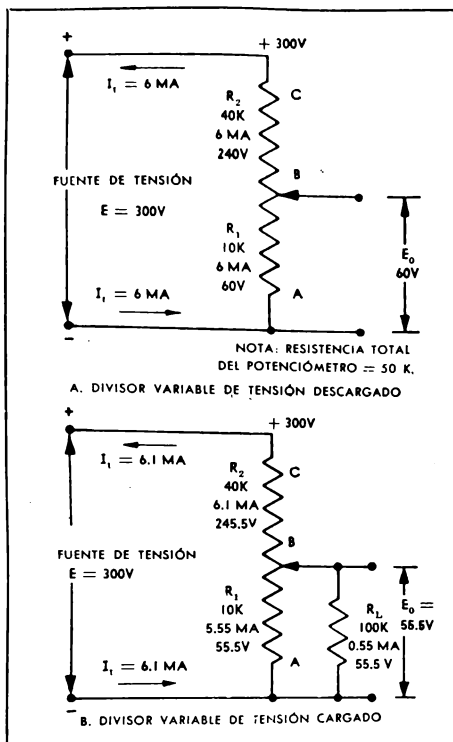 +
+ 300V
I₁ = 6 MA
R₂
40K
6 MA
240V
C
B
FUENTE DE TENSIÓN
E = 300V
R₁
10K
6 MA
60V
A
E₀
60V
I₁ = 6 MA
−
NOTA: RESISTENCIA TOTAL
DEL POTENCIÓMETRO = 50 K.
A. DIVISOR VARIABLE DE TENSIÓN DESCARGADO
+
+ 300V
I₁ = 6.1 MA
R₂
40K
6.1 MA
245.5V
C
B
FUENTE DE TENSIÓN
E = 300V
R₁
10K
5.55 MA
55.5V
A
R_L
100K
0.55 MA
55.5 V
E₀ =
55.5V
I₁ = 6.1 MA
−
B. DIVISOR VARIABLE DE TENSIÓN CARGADO